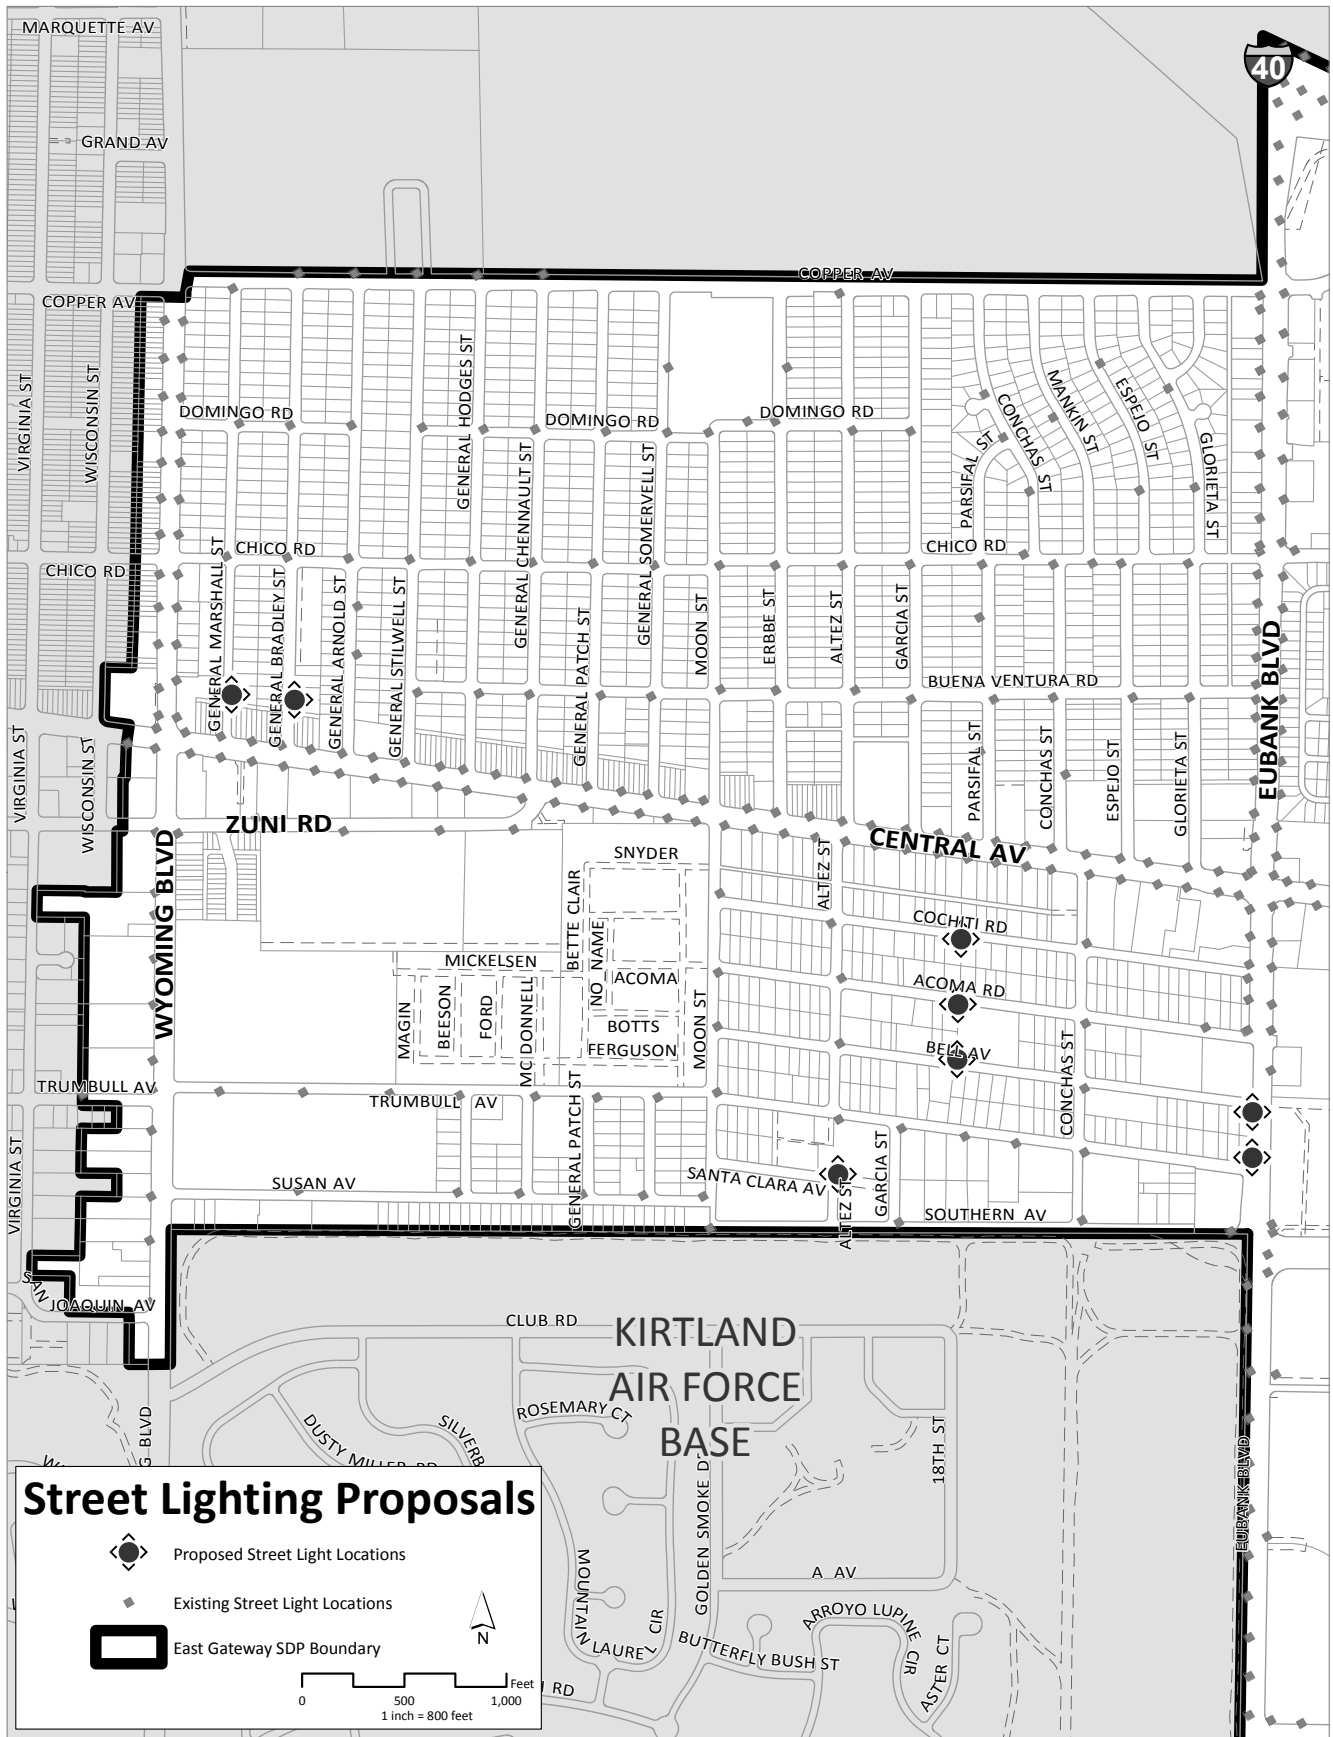 MARQUETTE AV
40
GRAND AV
COPPER AV
COPPER AV
VIRGINIA ST
WISCONSIN ST
GENERAL HODGES ST
DOMINGO RD
DOMINGO RD
DOMINGO RD
CONCHAS ST
MANKIN ST
ESPEJO ST
GLORIETA ST
PARSIFAL ST
GENERAL CHENNAULT ST
GENERAL SOMERVELL ST
CHICO RD
CHICO RD
CHICO RD
GENERAL MARSHALL ST
GENERAL BRADLEY ST
GENERAL ARNOLD ST
GENERAL STILWELL ST
GENERAL PATCH ST
MOON ST
ERBBE ST
ALTEZ ST
GARCIA ST
BUENA VENTURA RD
EUBANK BLVD
VIRGINIA ST
WISCONSIN ST
PARSIFAL ST
CONCHAS ST
ESPEJO ST
GLORIETA ST
ZUNI RD
WYOMING BLVD
CENTRAL AV
SNYDER
BETTE CLAIR
ALTEZ ST
COCHITI RD
NO NAME
MICKELSEN
ACOMA
ACOMA RD
MAGIN
BEESON
FORD
MC DONNELL
BOTTS
FERGUSON
MOON ST
BELL AV
CONCHAS ST
TRUMBULL AV
TRUMBULL AV
GENERAL PATCH ST
VIRGINIA ST
SUSAN AV
SANTA CLARA AV
ALTEZ ST
GARCIA ST
SOUTHERN AV
SAN JOAQUIN AV
CLUB RD
KIRTLAND
AIR FORCE
BASE
ROSEMARY CT
DUSTY MILLER RD
SILVERB
G BLVD
GOLDEN SMOKE D
18TH ST
EUBANK BLVD
A AV
MOUNTAIN LAUREL CIR
BUTTERFLY BUSH ST
ARROYO LUPINE CIR
ASTER CT
RD
Street Lighting Proposals
Proposed Street Light Locations
Existing Street Light Locations
East Gateway SDP Boundary
N
Feet
0 500 1,000
1 inch = 800 feet